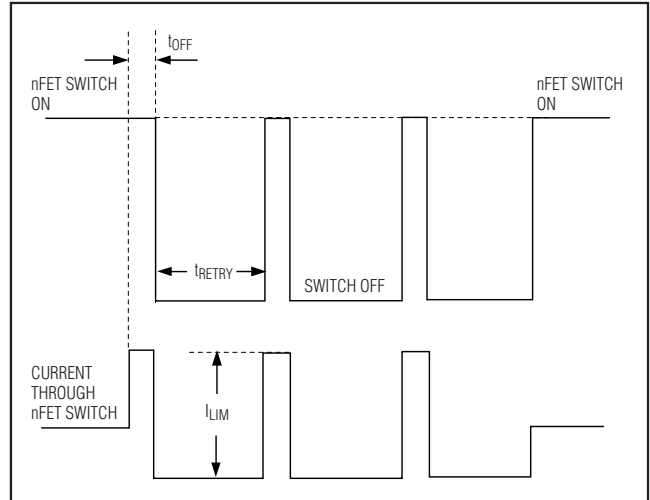 tOFF
nFET SWITCH
ON
nFET SWITCH
ON
tRETRY
SWITCH OFF
CURRENT
THROUGH
nFET SWITCH
ILIM